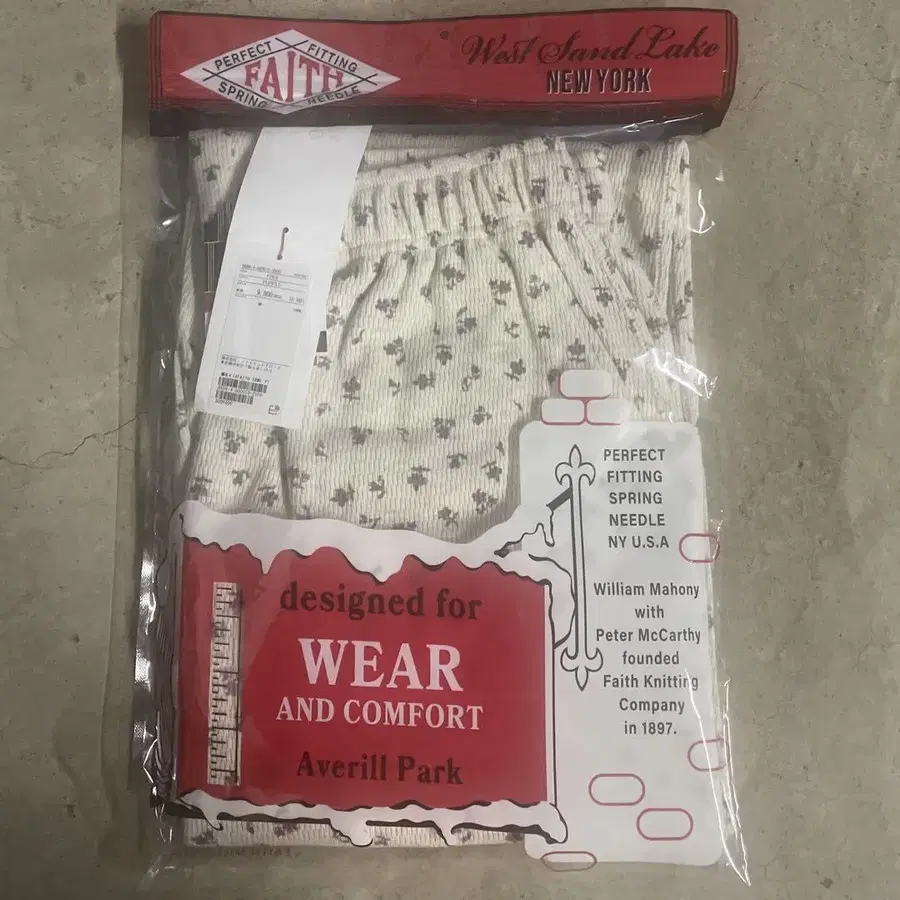 PERFECT FITTING
FAITH
SPRING NEEDLE
West Sand Lake
NEW YORK
PERFECT
FITTING
SPRING
NEEDLE
NY U.S.A
William Mahony
with
Peter McCarthy
founded
Faith Knitting
Company
in 1897.
designed for
WEAR
AND COMFORT
Averill Park